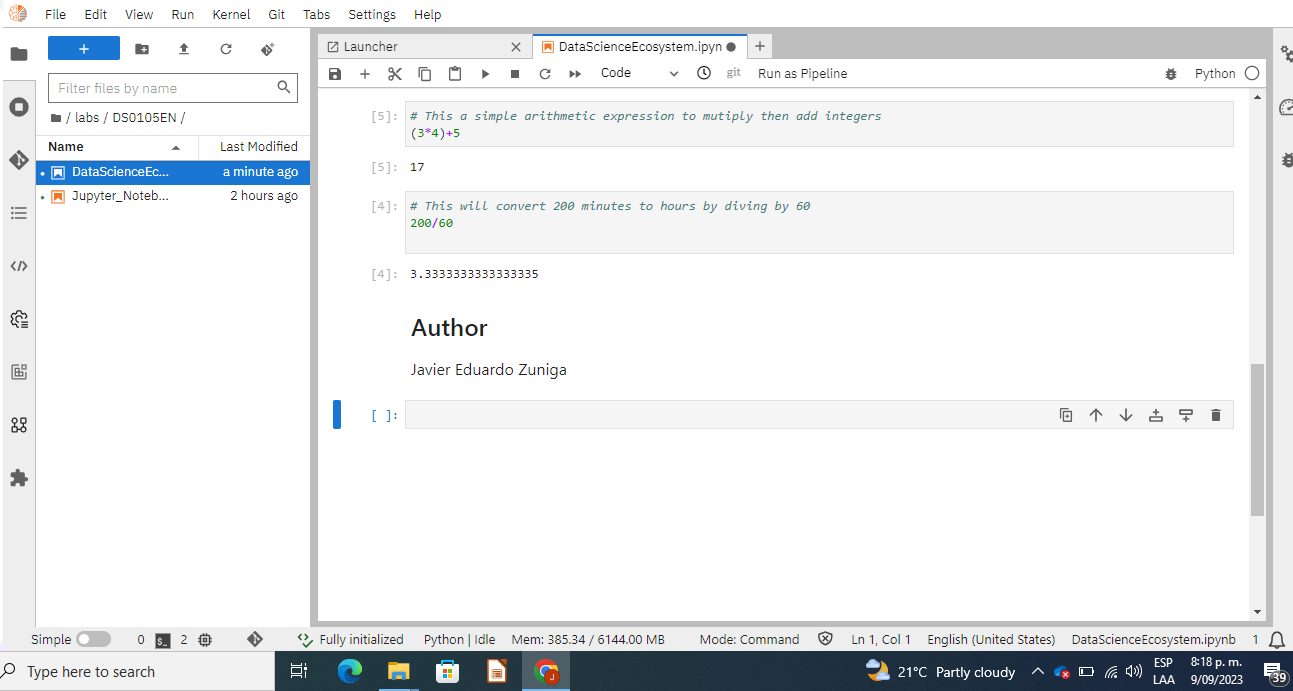 File Edit View Run Kernel Git Tabs Settings Help
Launcher
DataScienceEcosystem.ipyn
Code
git
Run as Pipeline
Python
Filter files by name
/ labs / DS0105EN /
Name Last Modified
DataScienceEc... a minute ago
Jupyter_Noteb... 2 hours ago
[5]: # This a simple arithmetic expression to mutiply then add integers
(3*4)+5
[5]: 17
[4]: # This will convert 200 minutes to hours by diving by 60
200/60
[4]: 3.3333333333333335
Author
Javier Eduardo Zuniga
[ ]:
Simple 0 $_ 2 Fully initialized Python | Idle Mem: 385.34 / 6144.00 MB Mode: Command Ln 1, Col 1 English (United States) DataScienceEcosystem.ipynb 1
Type here to search
J
21°C Partly cloudy
ESP
LAA
8:18 p. m.
9/09/2023
39